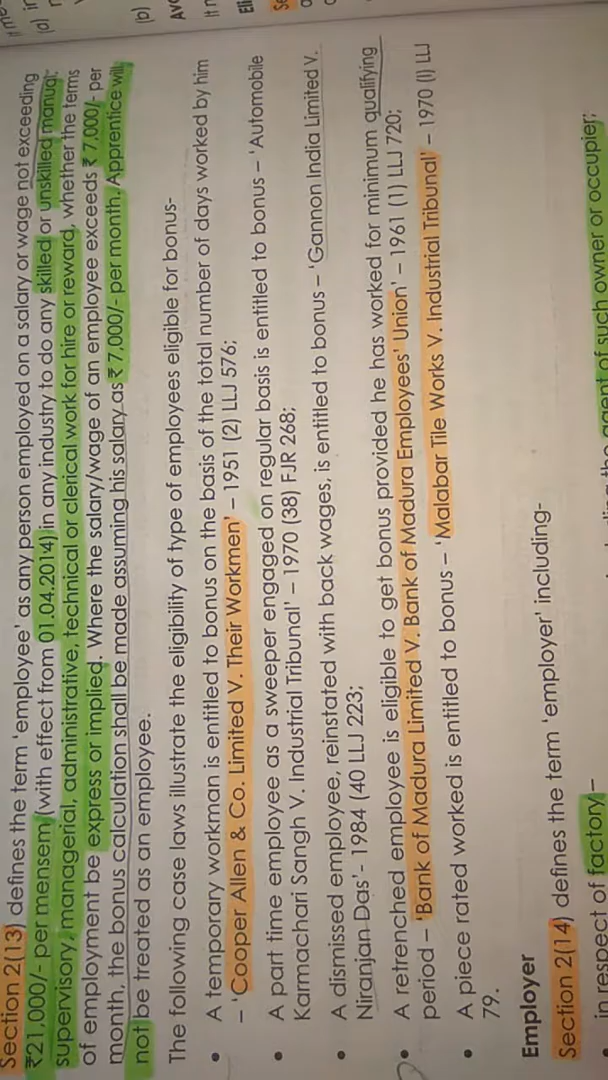 Section 2(13) defines the term 'employee' as any person employed on a salary or wage not exceeding
₹21,000/- per mensem (with effect from 01.04.2014) in any industry to do any skilled or unskilled manual,
supervisory, managerial, administrative, technical or clerical work for hire or reward, whether the terms
of employment be express or implied. Where the salary/wage of an employee exceeds ₹ 7,000/- per
month, the bonus calculation shall be made assuming his salary as ₹ 7,000/- per month. Apprentice will
not be treated as an employee.
The following case laws illustrate the eligibility of type of employees eligible for bonus-
• A temporary workman is entitled to bonus on the basis of the total number of days worked by him
– 'Cooper Allen & Co. Limited V. Their Workmen' – 1951 (2) LLJ 576;
• A part time employee as a sweeper engaged on regular basis is entitled to bonus – 'Automobile
Karmachari Sangh V. Industrial Tribunal' – 1970 (38) FJR 268;
• A dismissed employee, reinstated with back wages, is entitled to bonus – 'Gannon India Limited V.
Niranjan Das'- 1984 (40 LLJ 223;
• A retrenched employee is eligible to get bonus provided he has worked for minimum qualifying
period – 'Bank of Madura Limited V. Bank of Madura Employees' Union' – 1961 (1) LLJ 720;
• A piece rated worked is entitled to bonus – 'Malabar Tile Works V. Industrial Tribunal' – 1970 (I) LLJ
79.
Employer
Section 2(14) defines the term 'employer' including-
• in respect of factory –
agent of such owner or occupier;
(a)
(b)